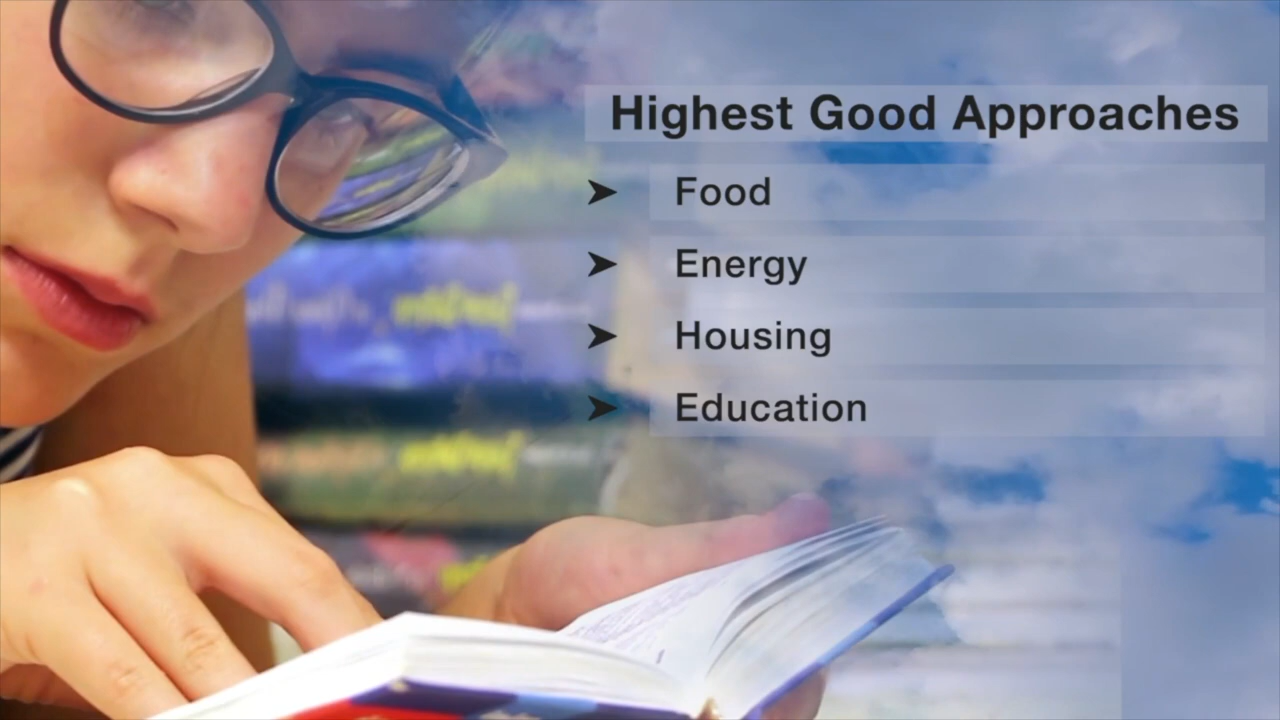 Highest Good Approaches
➤ Food
➤ Energy
➤ Housing
➤ Education